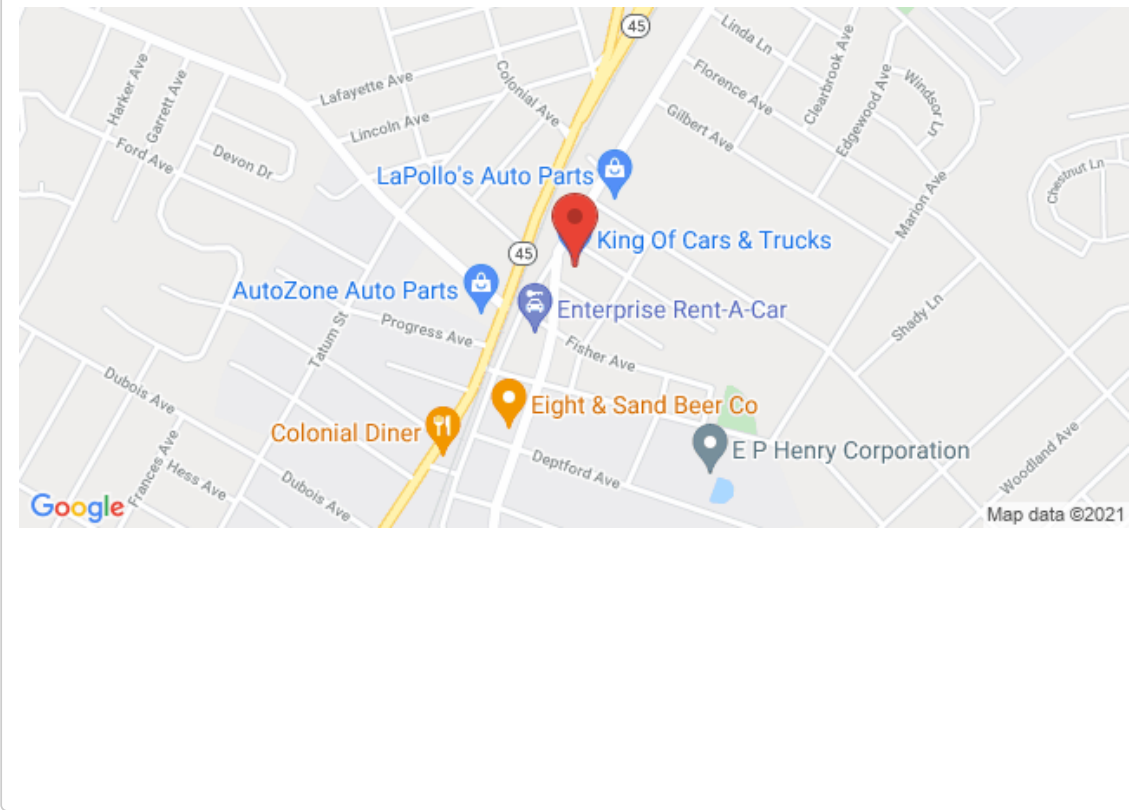 45
Linda Ln
Clearbrook Ave
Harker Ave
Garrett Ave
Colonial Ave
Florence Ave
Edgewood Ave
Windsor Ln
Lafayette Ave
Lincoln Ave
Gilbert Ave
Ford Ave
Devon Dr
LaPollo's Auto Parts
Chestnut Ln
Marion Ave
King Of Cars & Trucks
45
AutoZone Auto Parts
Enterprise Rent-A-Car
Tatum St
Progress Ave
Shady Ln
Fisher Ave
Dubois Ave
Eight & Sand Beer Co
Colonial Diner
E P Henry Corporation
Frances Ave
Hess Ave
Dubois Ave
Deptford Ave
Woodland Ave
Google
Map data ©2021